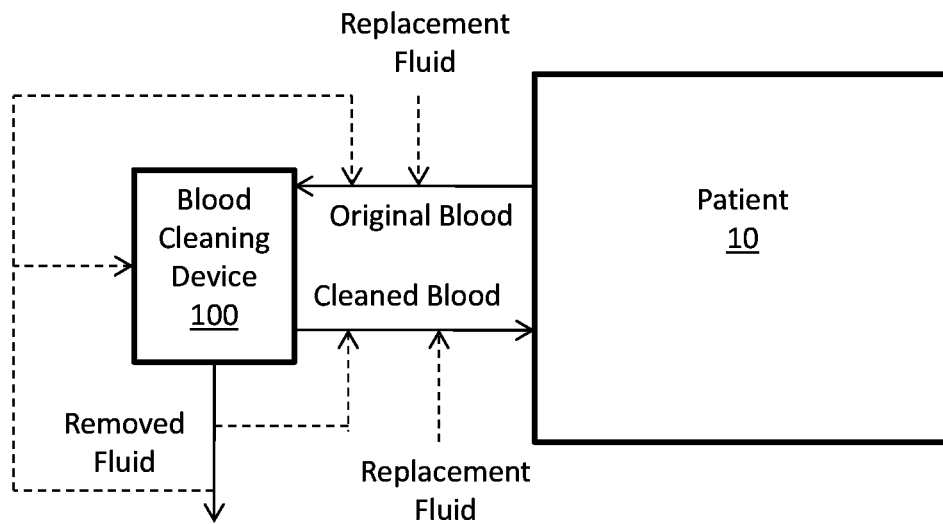 Replacement
Fluid
Blood
Cleaning
Device
100
Original Blood
Cleaned Blood
Patient
10
Removed
Fluid
Replacement
Fluid